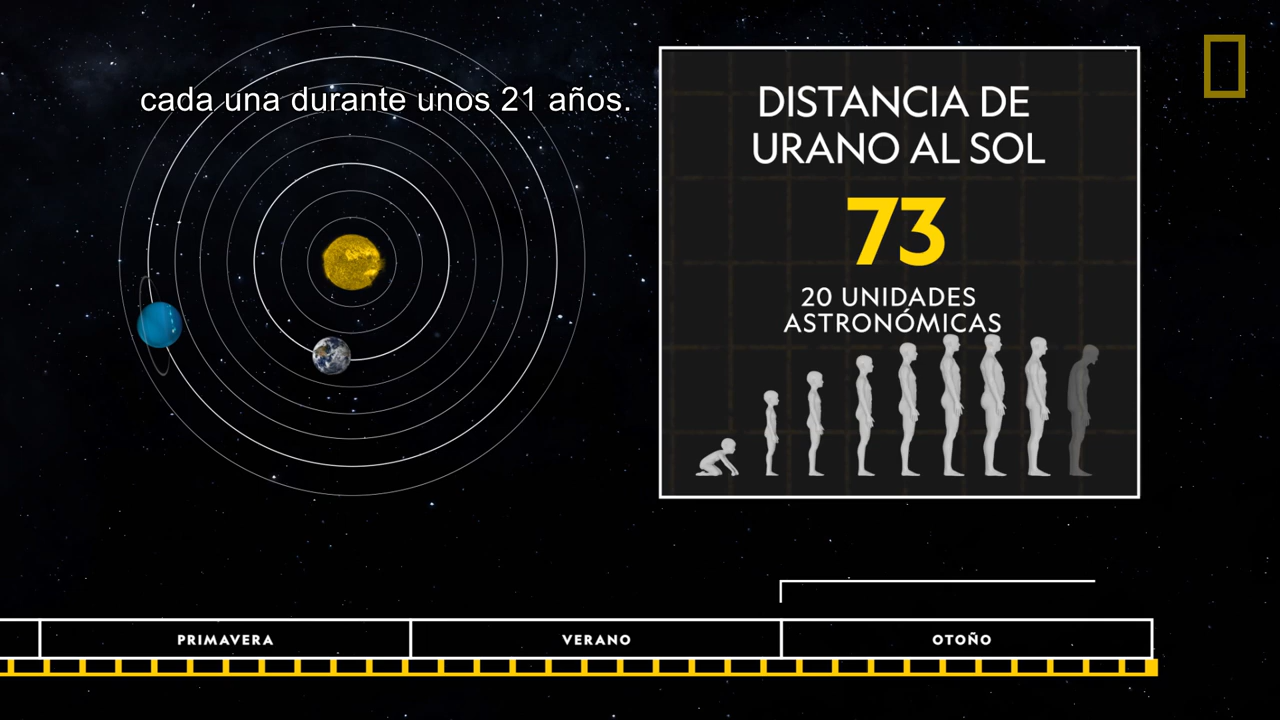 cada una durante unos 21 años.
DISTANCIA DE
URANO AL SOL
73
20 UNIDADES
ASTRONÓMICAS
PRIMAVERA
VERANO
OTOÑO